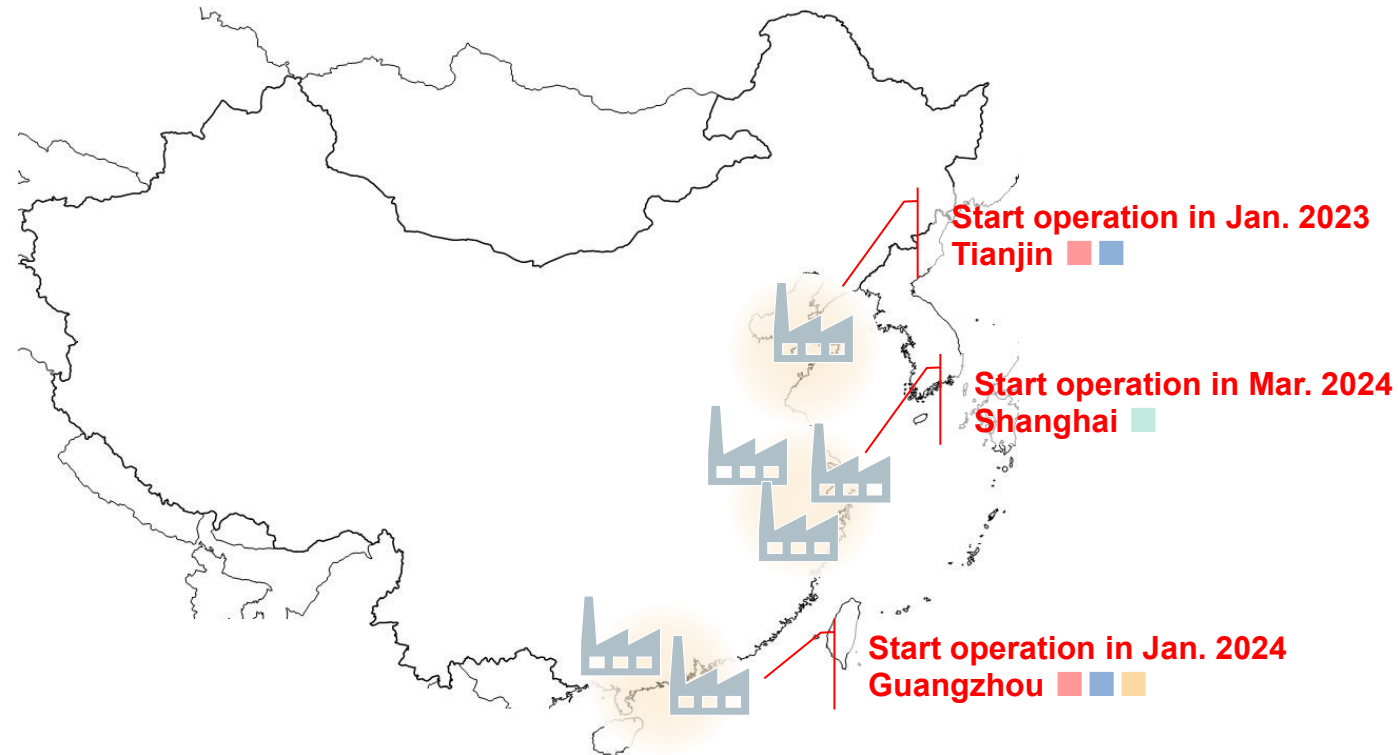 Start operation in Jan. 2023
Tianjin
Start operation in Mar. 2024
Shanghai
Start operation in Jan. 2024
Guangzhou